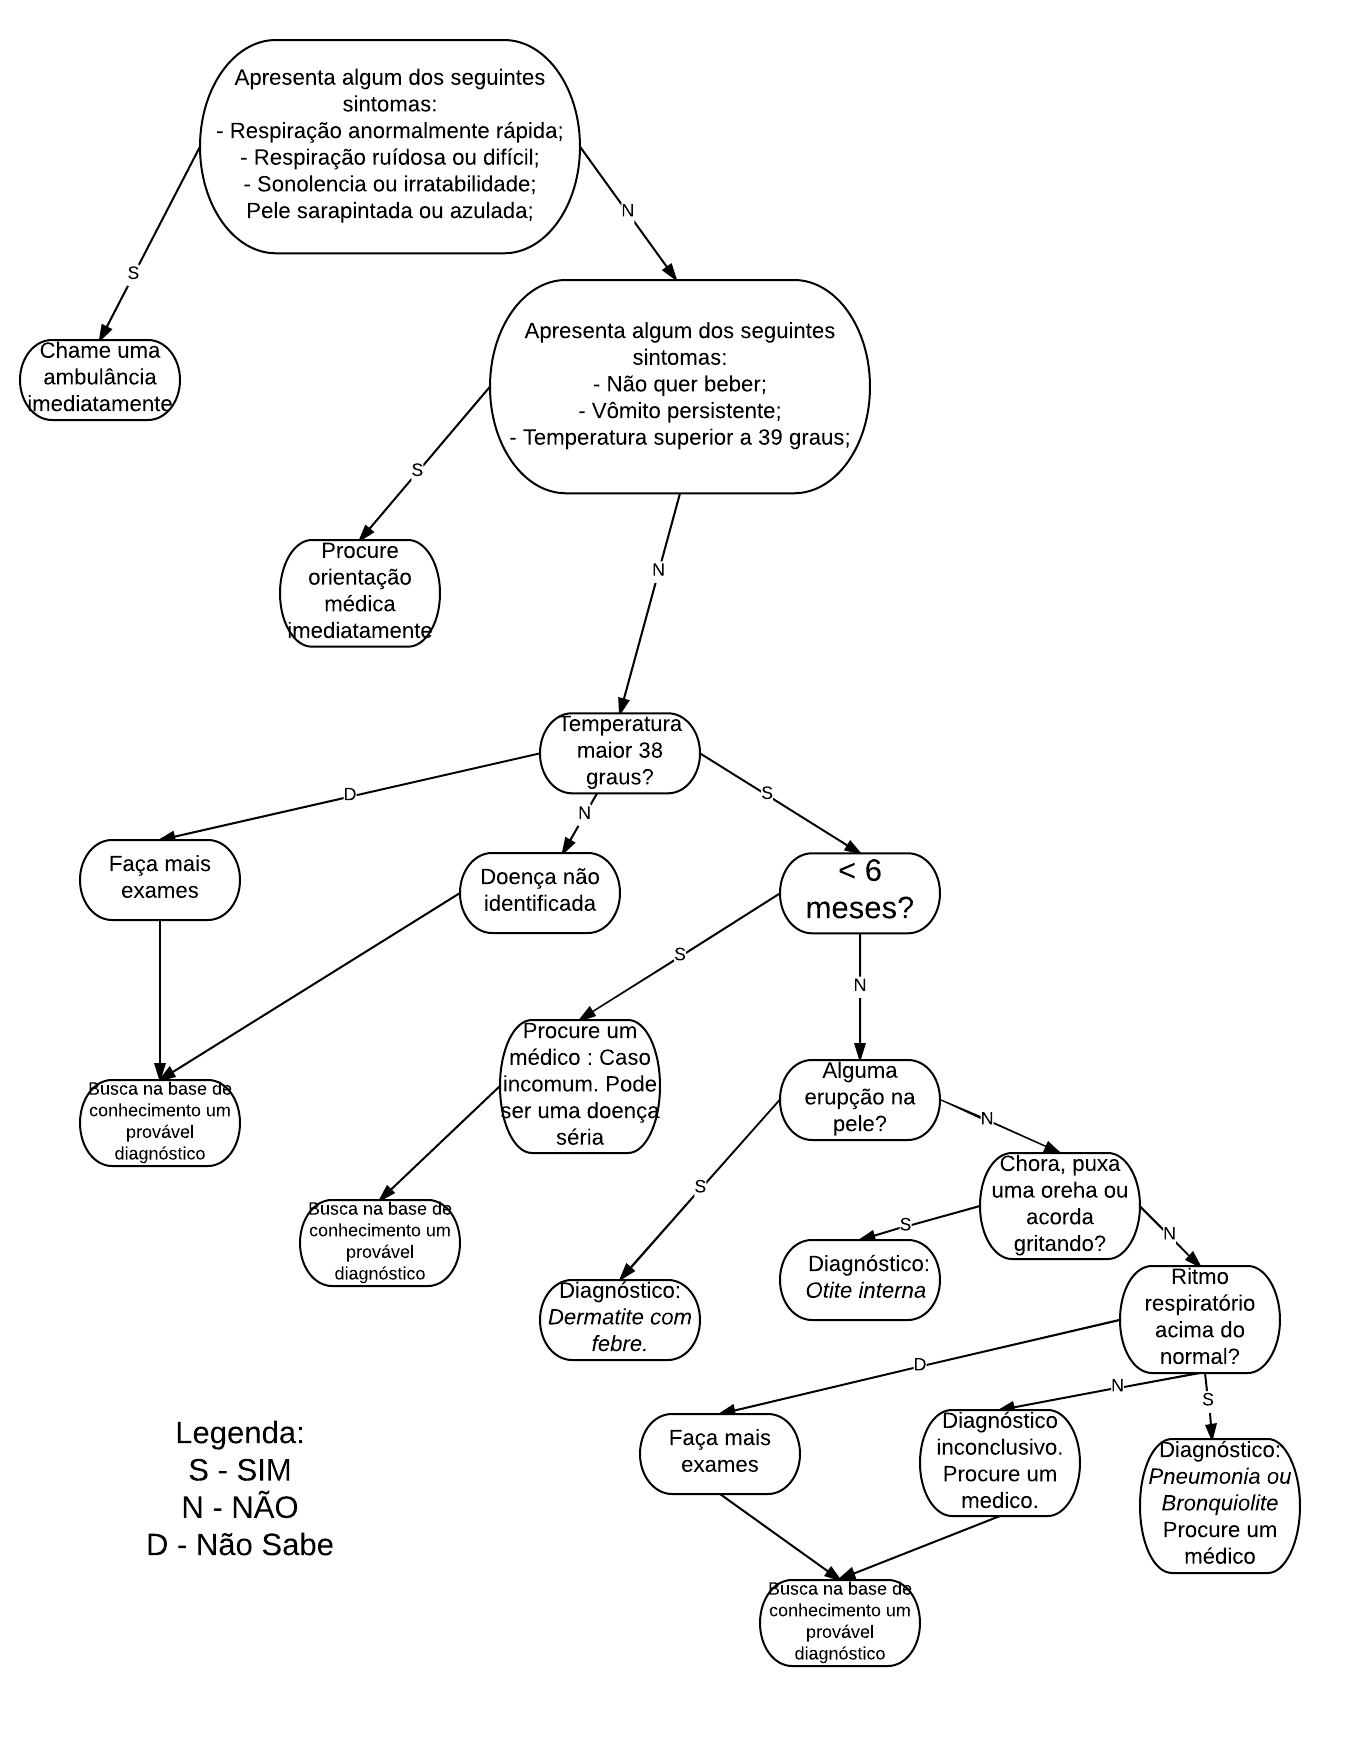 Apresenta algum dos seguintes
sintomas:
- Respiração anormalmente rápida;
- Respiração ruídosa ou difícil;
- Sonolencia ou irratabilidade;
Pele sarapintada ou azulada;
N
S
Chame uma
ambulância
imediatamente
Apresenta algum dos seguintes
sintomas:
- Não quer beber;
- Vômito persistente;
- Temperatura superior a 39 graus;
S
N
Procure
orientação
médica
imediatamente
Temperatura
maior 38
graus?
D
N
S
Faça mais
exames
Doença não
identificada
< 6
meses?
S
N
Busca na base de
conhecimento um
provável
diagnóstico
Procure um
médico : Caso
incomum. Pode
ser uma doença
séria
Alguma
erupção na
pele?
S
N
Busca na base de
conhecimento um
provável
diagnóstico
Chora, puxa
uma oreha ou
acorda
gritando?
S
N
Diagnóstico:
Dermatite com
febre.
Diagnóstico:
Otite interna
Ritmo
respiratório
acima do
normal?
D
N
S
Faça mais
exames
Diagnóstico
inconclusivo.
Procure um
medico.
Diagnóstico:
Pneumonia ou
Bronquiolite
Procure um
médico
Busca na base de
conhecimento um
provável
diagnóstico
Legenda:
S - SIM
N - NÃO
D - Não Sabe